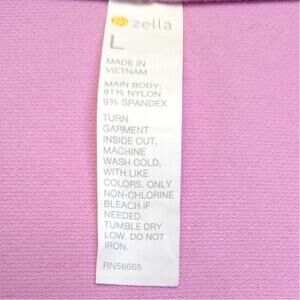 zella
L
MADE IN
VIETNAM
MAIN BODY:
91% NYLON
9% SPANDEX
TURN
GARMENT
INSIDE OUT,
MACHINE
WASH COLD,
WITH LIKE
COLORS. ONLY
NON-CHLORINE
BLEACH IF
NEEDED.
TUMBLE DRY
LOW. DO NOT
IRON.
RN58665